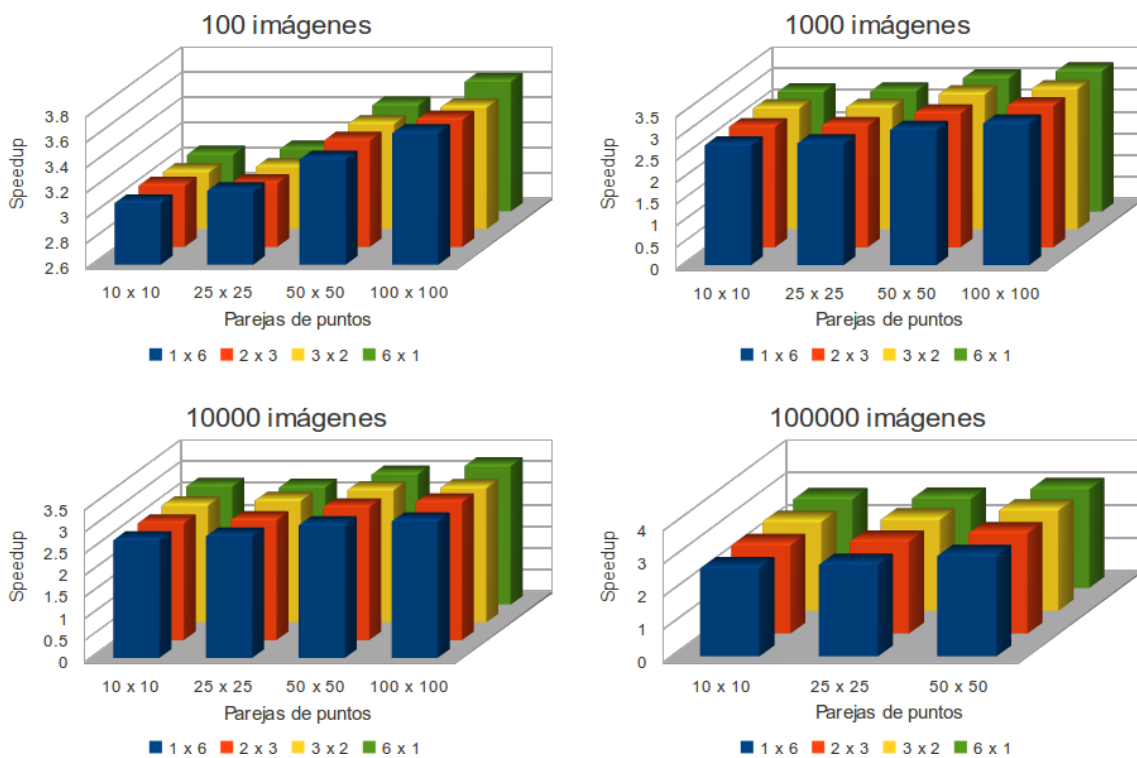 100 imágenes
Speedup
3.8
3.6
3.4
3.2
3
2.8
2.6
10 x 10 25 x 25 50 x 50 100 x 100
Parejas de puntos
1 x 6 2 x 3 3 x 2 6 x 1
1000 imágenes
Speedup
3.5
3
2.5
2
1.5
1
0.5
0
10 x 10 25 x 25 50 x 50 100 x 100
Parejas de puntos
1 x 6 2 x 3 3 x 2 6 x 1
10000 imágenes
Speedup
3.5
3
2.5
2
1.5
1
0.5
0
10 x 10 25 x 25 50 x 50 100 x 100
Parejas de puntos
1 x 6 2 x 3 3 x 2 6 x 1
100000 imágenes
Speedup
4
3
2
1
0
10 x 10 25 x 25 50 x 50
Parejas de puntos
1 x 6 2 x 3 3 x 2 6 x 1